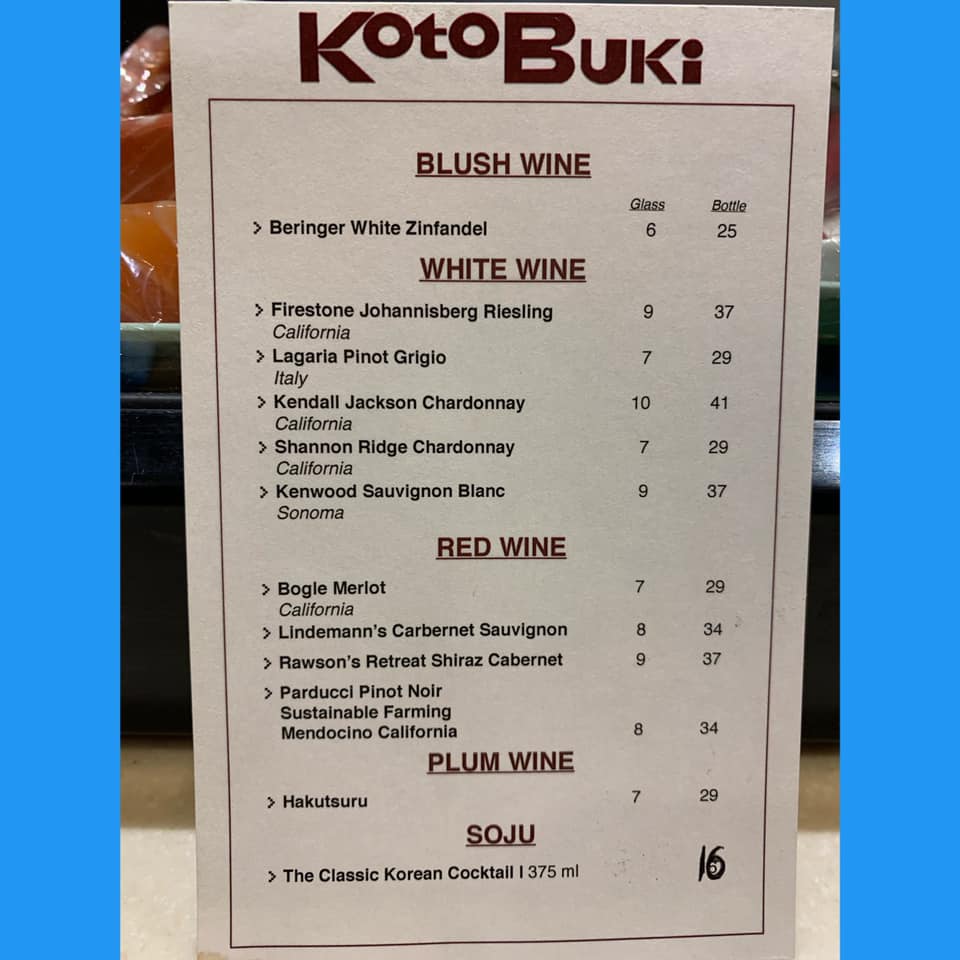 KotoBuki
BLUSH WINE
Glass Bottle
> Beringer White Zinfandel 6 25
WHITE WINE
> Firestone Johannisberg Riesling 9 37
California
> Lagaria Pinot Grigio 7 29
Italy
> Kendall Jackson Chardonnay 10 41
California
> Shannon Ridge Chardonnay 7 29
California
> Kenwood Sauvignon Blanc 9 37
Sonoma
RED WINE
> Bogle Merlot 7 29
California
> Lindemann's Carbernet Sauvignon 8 34
> Rawson's Retreat Shiraz Cabernet 9 37
> Parducci Pinot Noir
Sustainable Farming
Mendocino California 8 34
PLUM WINE
> Hakutsuru 7 29
SOJU
> The Classic Korean Cocktail | 375 ml 16